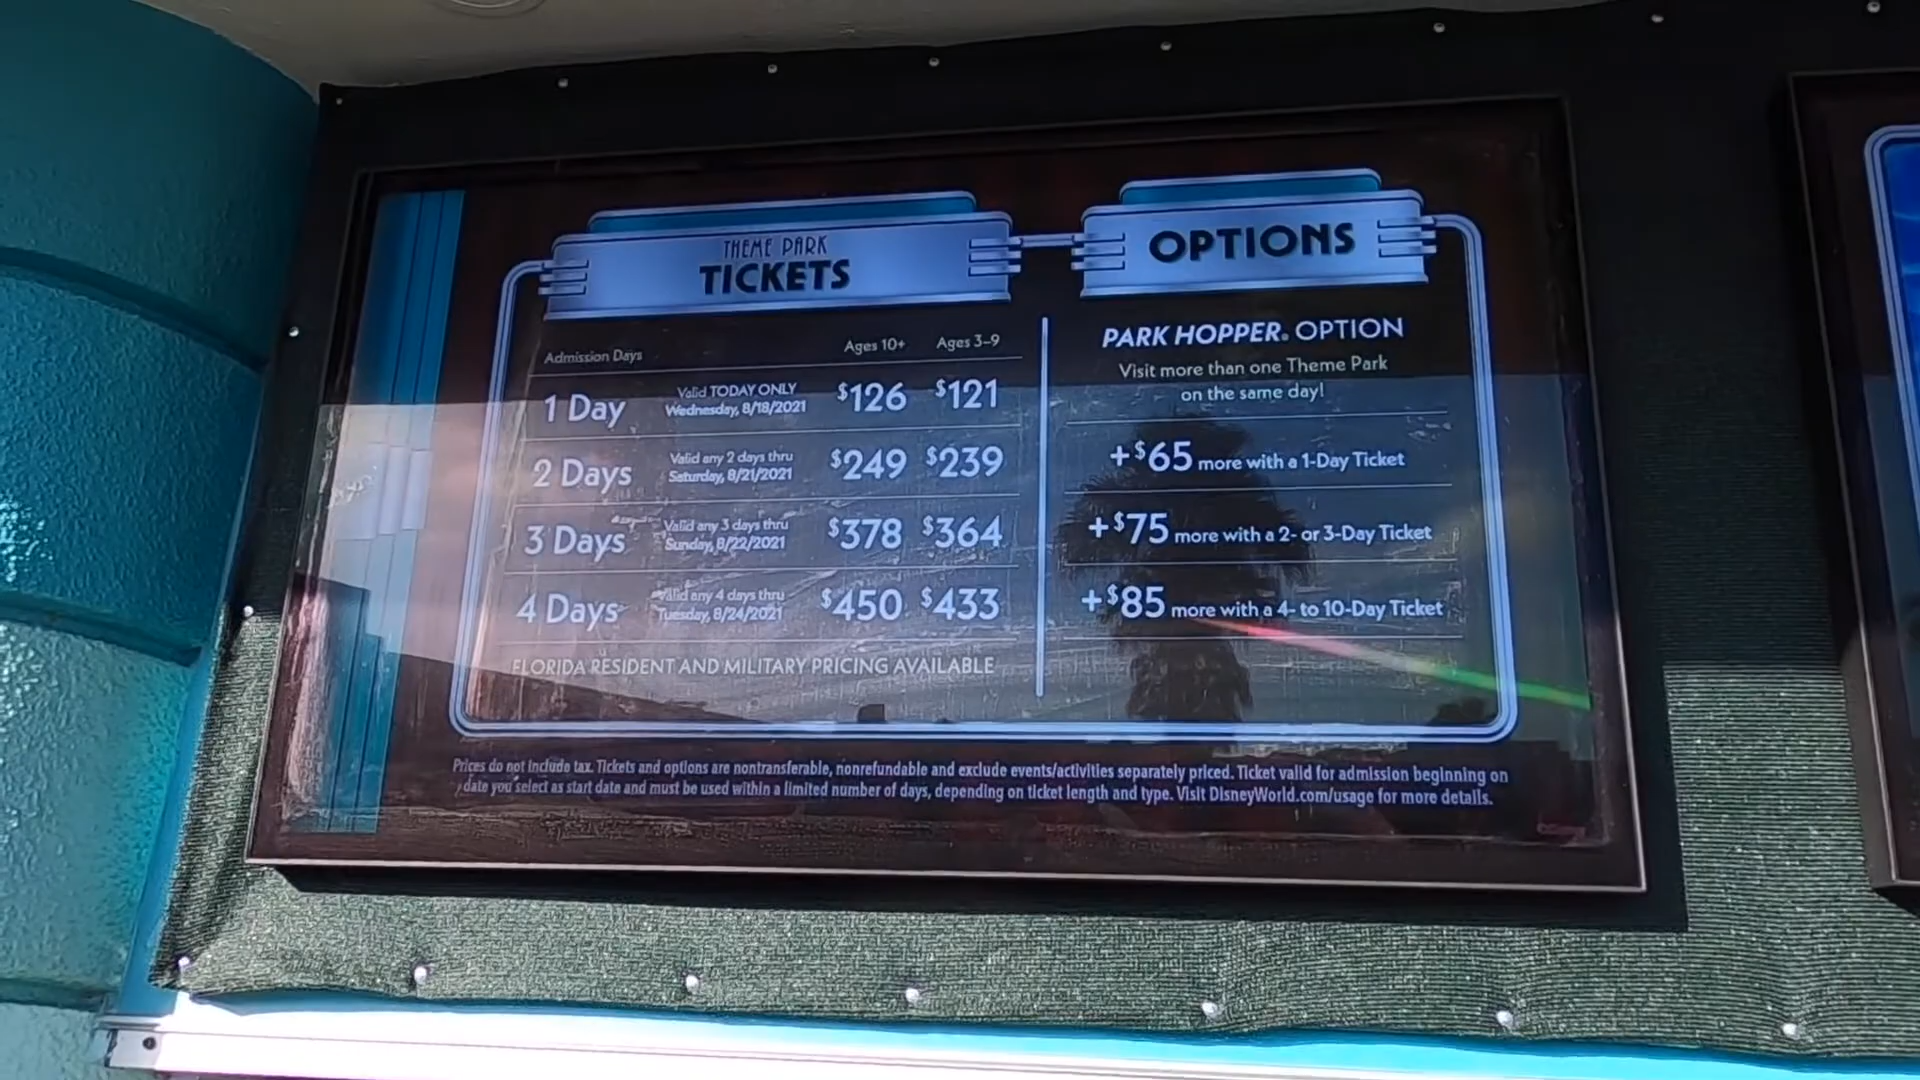 THEME PARK
TICKETS
Admission Days Ages 10+ Ages 3-9
1 Day Valid TODAY ONLY Wednesday, 8/18/2021 $126 $121
2 Days Valid any 2 days thru Saturday, 8/21/2021 $249 $239
3 Days Valid any 3 days thru Sunday, 8/22/2021 $378 $364
4 Days Valid any 4 days thru Tuesday, 8/24/2021 $450 $433
FLORIDA RESIDENT AND MILITARY PRICING AVAILABLE
OPTIONS
PARK HOPPER® OPTION
Visit more than one Theme Park
on the same day!
+$65 more with a 1-Day Ticket
+$75 more with a 2- or 3-Day Ticket
+$85 more with a 4- to 10-Day Ticket
Prices do not include tax. Tickets and options are nontransferable, nonrefundable and exclude events/activities separately priced. Ticket valid for admission beginning on
date you select as start date and must be used within a limited number of days, depending on ticket length and type. Visit DisneyWorld.com/usage for more details.